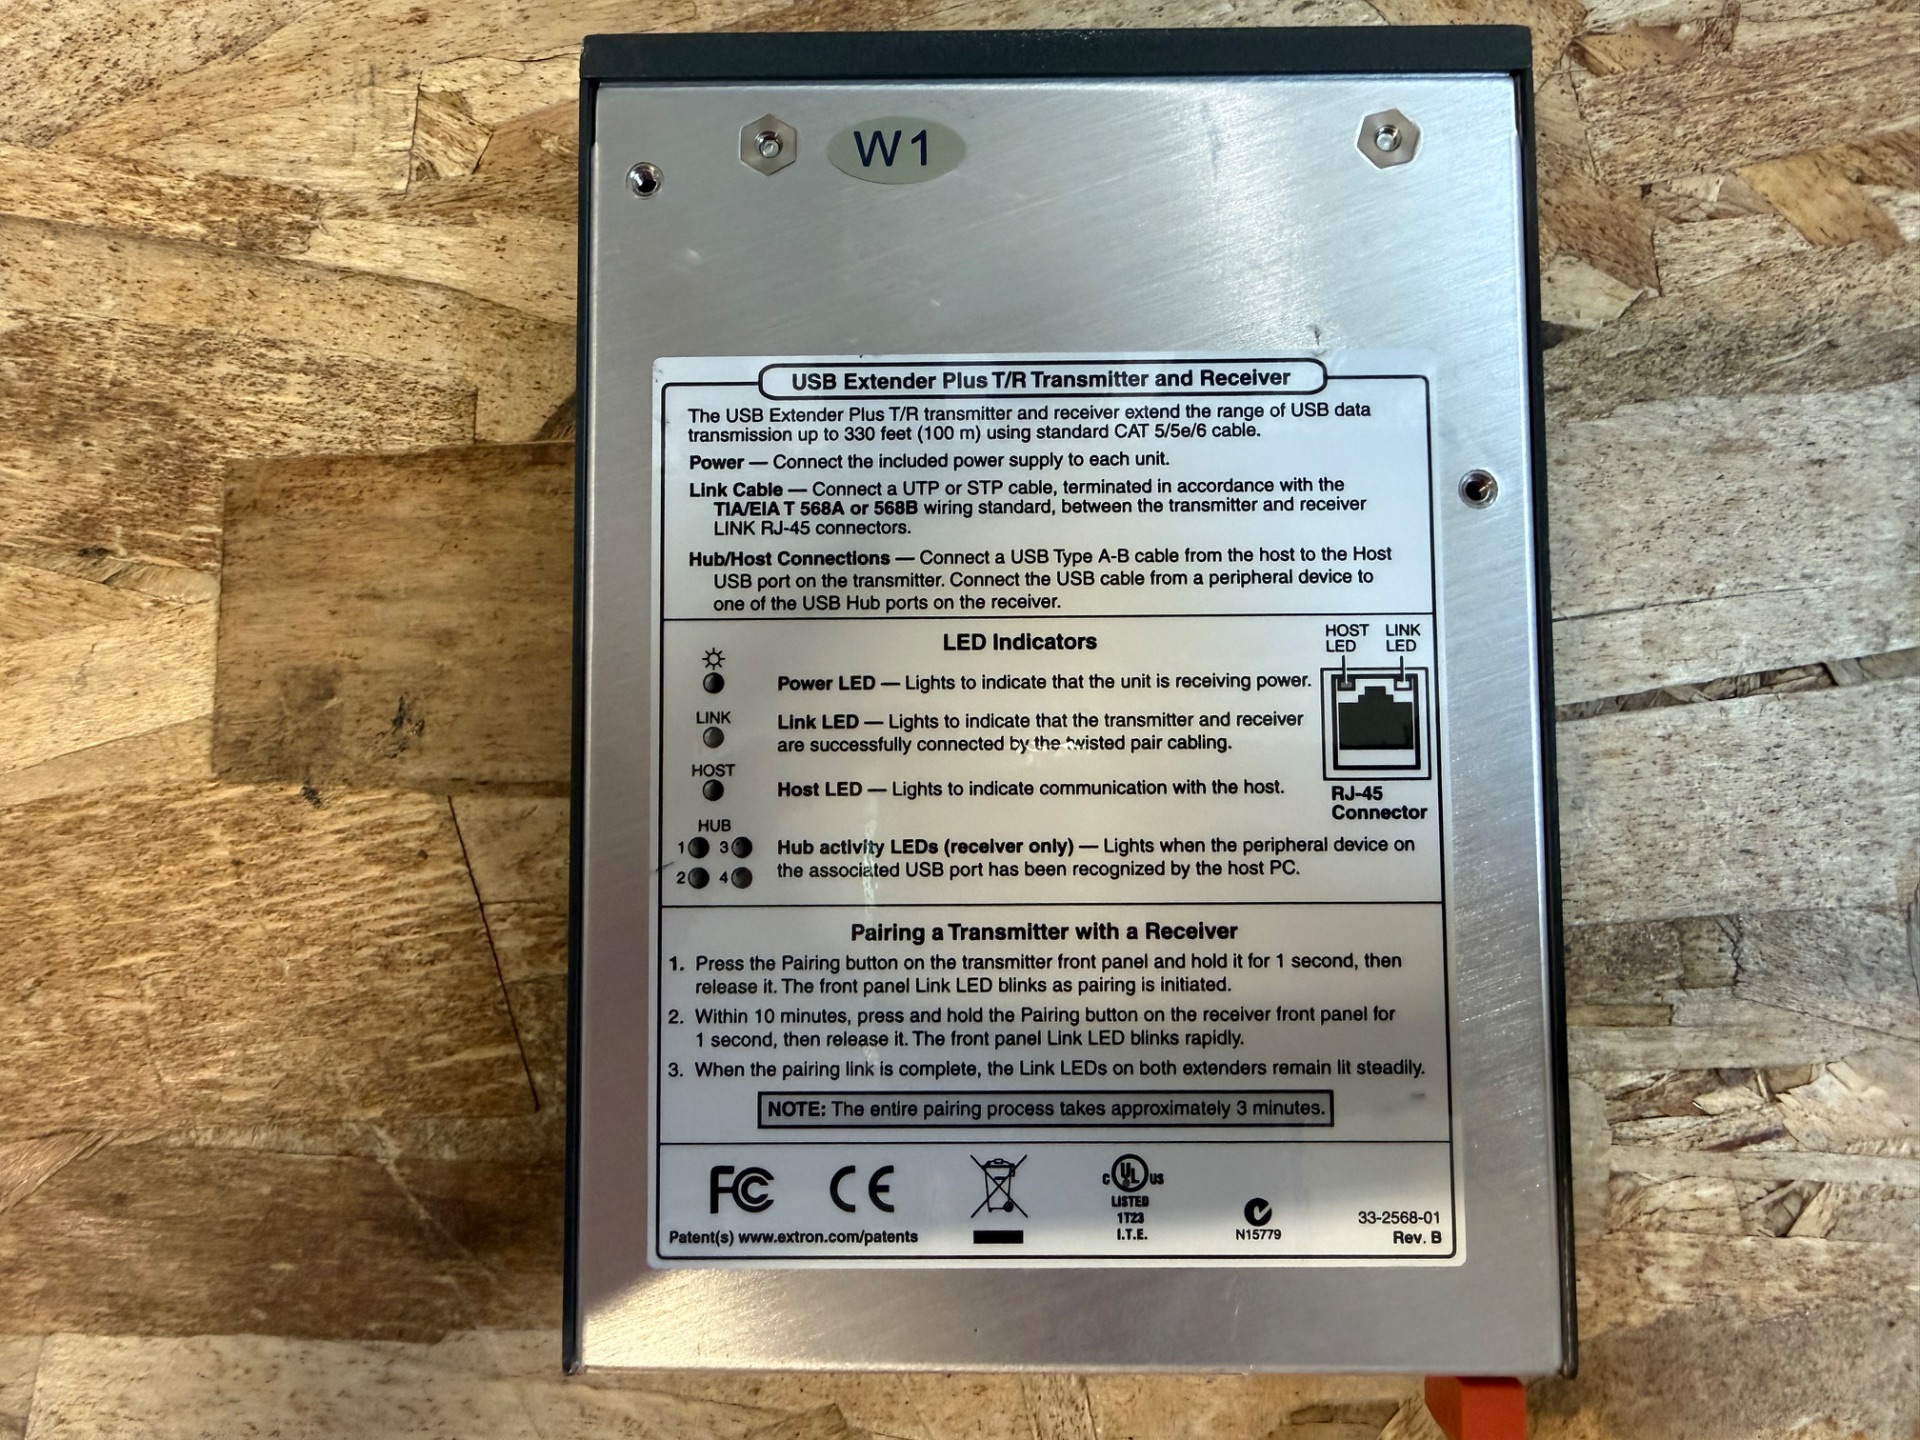 W1
USB Extender Plus T/R Transmitter and Receiver
The USB Extender Plus T/R transmitter and receiver extend the range of USB data
transmission up to 330 feet (100 m) using standard CAT 5/5e/6 cable.
Power — Connect the included power supply to each unit.
Link Cable — Connect a UTP or STP cable, terminated in accordance with the
TIA/EIA T 568A or 568B wiring standard, between the transmitter and receiver
LINK RJ-45 connectors.
Hub/Host Connections — Connect a USB Type A-B cable from the host to the Host
USB port on the transmitter. Connect the USB cable from a peripheral device to
one of the USB Hub ports on the receiver.
LED Indicators
HOST LED
LINK LED
Power LED — Lights to indicate that the unit is receiving power.
LINK
Link LED — Lights to indicate that the transmitter and receiver
are successfully connected by the twisted pair cabling.
HOST
Host LED — Lights to indicate communication with the host.
RJ-45
Connector
HUB
1 3
2 4
Hub activity LEDs (receiver only) — Lights when the peripheral device on
the associated USB port has been recognized by the host PC.
Pairing a Transmitter with a Receiver
1. Press the Pairing button on the transmitter front panel and hold it for 1 second, then
release it. The front panel Link LED blinks as pairing is initiated.
2. Within 10 minutes, press and hold the Pairing button on the receiver front panel for
1 second, then release it. The front panel Link LED blinks rapidly.
3. When the pairing link is complete, the Link LEDs on both extenders remain lit steadily.
NOTE: The entire pairing process takes approximately 3 minutes.
FC CE
C UL US
LISTED
1T23
I.T.E.
N15779
33-2568-01
Rev. B
Patent(s) www.extron.com/patents